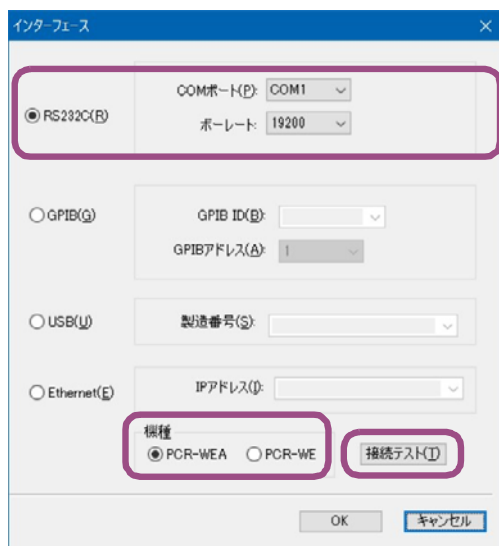 インターフェース
RS232C(R)
COMポート(P): COM1
ボーレート: 19200
GPIB(G)
GPIB ID(B):
GPIBアドレス(A): 1
USB(U)
製造番号(S):
Ethernet(E)
IPアドレス(I):
機種
PCR-WEA PCR-WE
接続テスト(T)
OK キャンセル